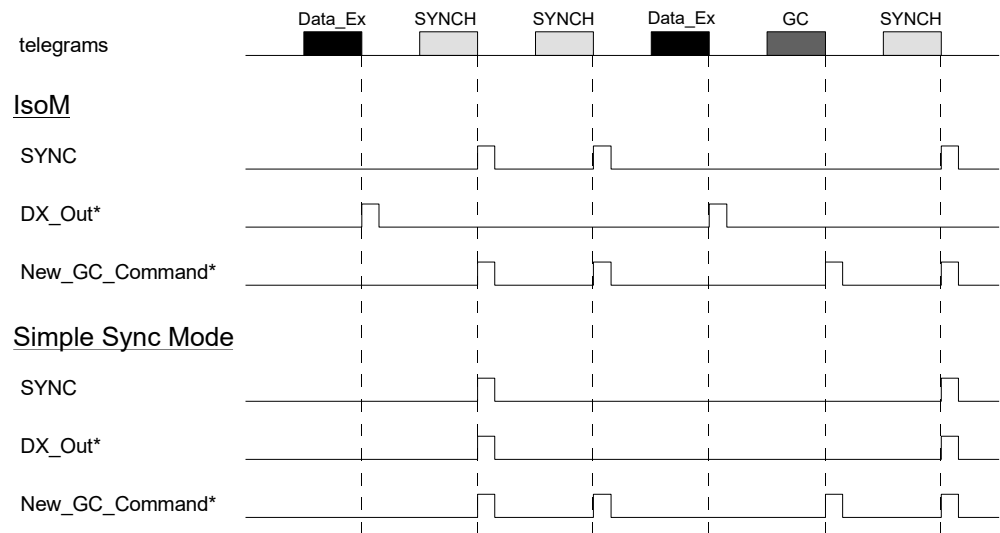 Data_Ex SYNCH SYNCH Data_Ex GC SYNCH
telegrams
IsoM
SYNC
DX_Out*
New_GC_Command*
Simple Sync Mode
SYNC
DX_Out*
New_GC_Command*